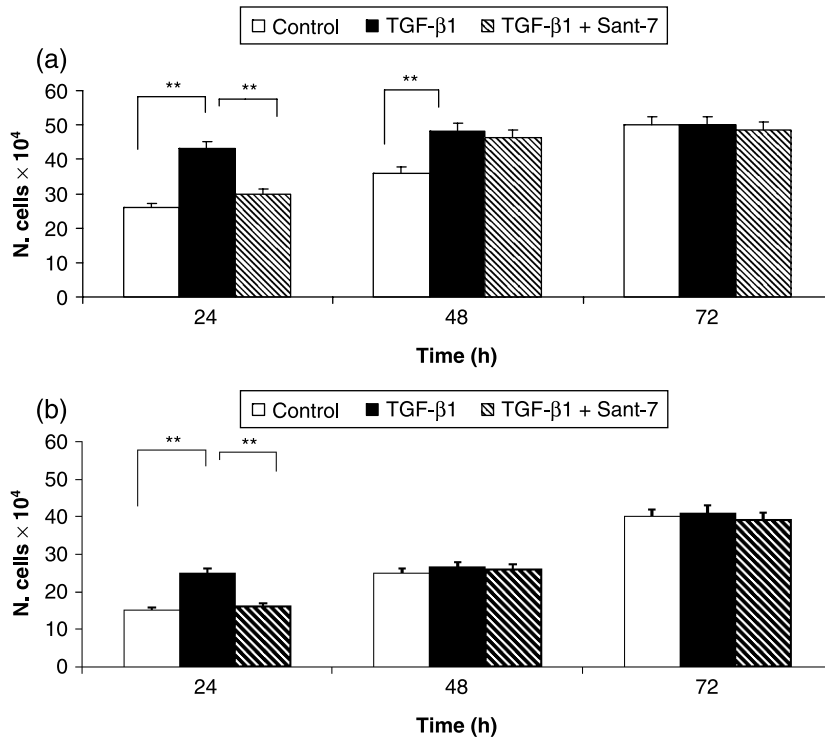 Control TGF-β1 TGF-β1 + Sant-7
(a)
** ** **
60
50
40
30
20
10
0
N. cells × 10⁴
24 48 72
Time (h)
(b)
Control TGF-β1 TGF-β1 + Sant-7
** **
60
50
40
30
20
10
0
N. cells × 10⁴
24 48 72
Time (h)